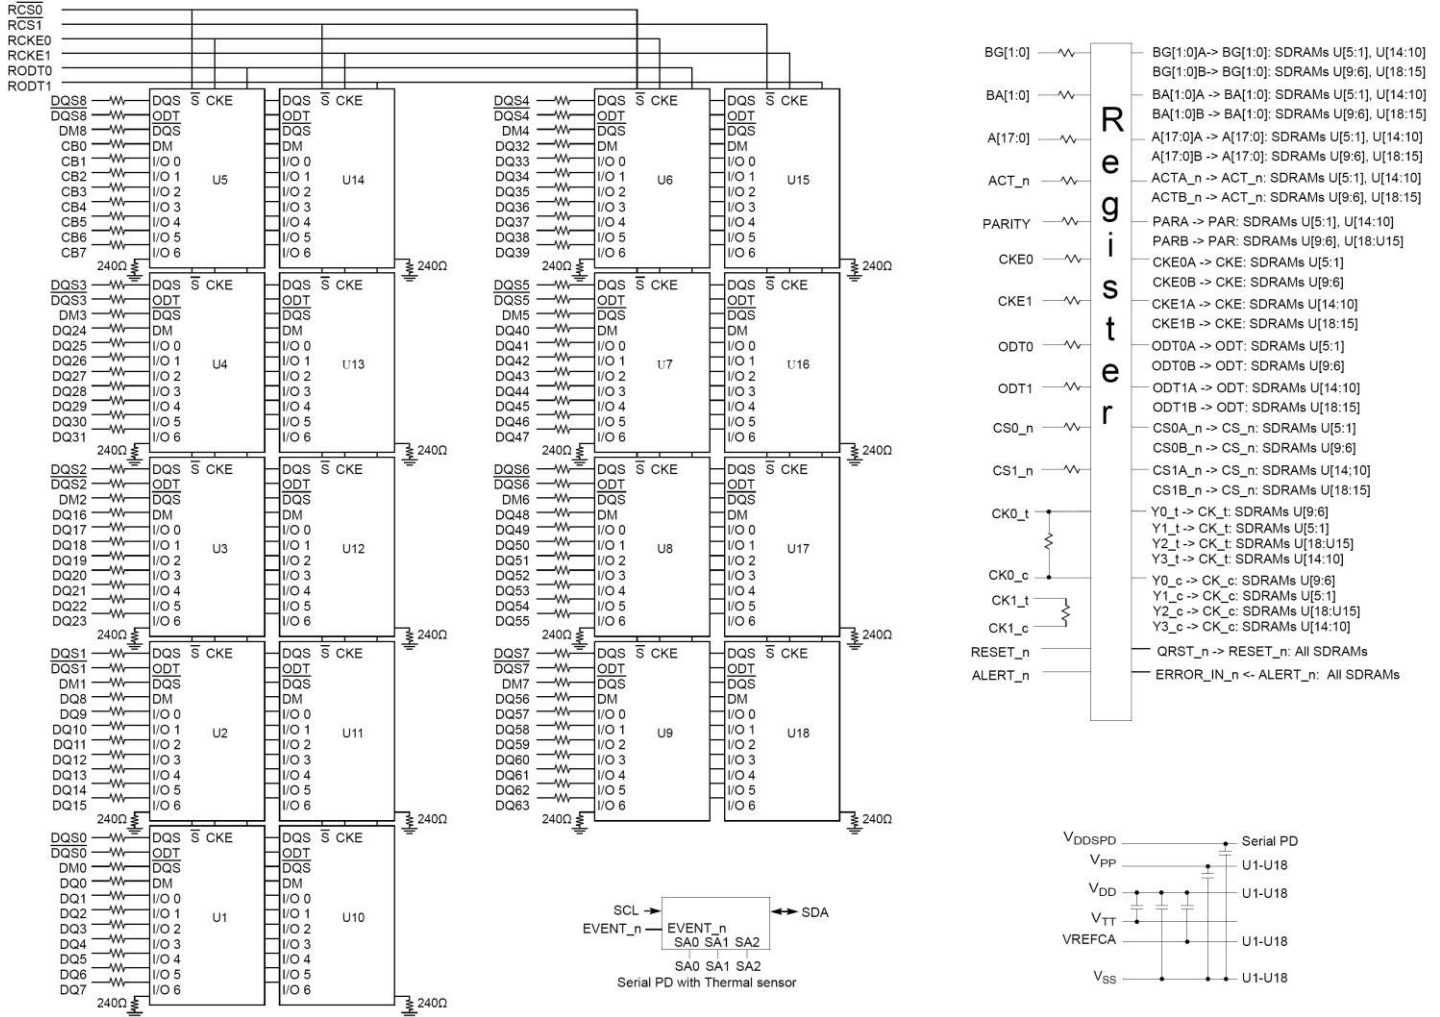 RCS0
RCS1
RCKE0
RCKE1
RODT0
RODT1
DQS8
DQS8
DM8
CB0
CB1
CB2
CB3
CB4
CB5
CB6
CB7
240Ω
DQS S CKE
ODT
DQS
DM
I/O 0
I/O 1
I/O 2
I/O 3
I/O 4
I/O 5
I/O 6
U5
DQS S CKE
ODT
DQS
DM
I/O 0
I/O 1
I/O 2
I/O 3
I/O 4
I/O 5
I/O 6
U14
240Ω
DQS3
DQS3
DM3
DQ24
DQ25
DQ26
DQ27
DQ28
DQ29
DQ30
DQ31
240Ω
DQS S CKE
ODT
DQS
DM
I/O 0
I/O 1
I/O 2
I/O 3
I/O 4
I/O 5
I/O 6
U4
DQS S CKE
ODT
DQS
DM
I/O 0
I/O 1
I/O 2
I/O 3
I/O 4
I/O 5
I/O 6
U13
240Ω
DQS2
DQS2
DM2
DQ16
DQ17
DQ18
DQ19
DQ20
DQ21
DQ22
DQ23
240Ω
DQS S CKE
ODT
DQS
DM
I/O 0
I/O 1
I/O 2
I/O 3
I/O 4
I/O 5
I/O 6
U3
DQS S CKE
ODT
DQS
DM
I/O 0
I/O 1
I/O 2
I/O 3
I/O 4
I/O 5
I/O 6
U12
240Ω
DQS1
DQS1
DM1
DQ8
DQ9
DQ10
DQ11
DQ12
DQ13
DQ14
DQ15
240Ω
DQS S CKE
ODT
DQS
DM
I/O 0
I/O 1
I/O 2
I/O 3
I/O 4
I/O 5
I/O 6
U2
DQS S CKE
ODT
DQS
DM
I/O 0
I/O 1
I/O 2
I/O 3
I/O 4
I/O 5
I/O 6
U11
240Ω
DQS0
DQS0
DM0
DQ0
DQ1
DQ2
DQ3
DQ4
DQ5
DQ6
DQ7
240Ω
DQS S CKE
ODT
DQS
DM
I/O 0
I/O 1
I/O 2
I/O 3
I/O 4
I/O 5
I/O 6
U1
DQS S CKE
ODT
DQS
DM
I/O 0
I/O 1
I/O 2
I/O 3
I/O 4
I/O 5
I/O 6
U10
240Ω
DQS4
DQS4
DM4
DQ32
DQ33
DQ34
DQ35
DQ36
DQ37
DQ38
DQ39
240Ω
DQS S CKE
ODT
DQS
DM
I/O 0
I/O 1
I/O 2
I/O 3
I/O 4
I/O 5
I/O 6
U6
DQS S CKE
ODT
DQS
DM
I/O 0
I/O 1
I/O 2
I/O 3
I/O 4
I/O 5
I/O 6
U15
240Ω
DQS5
DQS5
DM5
DQ40
DQ41
DQ42
DQ43
DQ44
DQ45
DQ46
DQ47
240Ω
DQS S CKE
ODT
DQS
DM
I/O 0
I/O 1
I/O 2
I/O 3
I/O 4
I/O 5
I/O 6
U7
DQS S CKE
ODT
DQS
DM
I/O 0
I/O 1
I/O 2
I/O 3
I/O 4
I/O 5
I/O 6
U16
240Ω
DQS6
DQS6
DM6
DQ48
DQ49
DQ50
DQ51
DQ52
DQ53
DQ54
DQ55
240Ω
DQS S CKE
ODT
DQS
DM
I/O 0
I/O 1
I/O 2
I/O 3
I/O 4
I/O 5
I/O 6
U8
DQS S CKE
ODT
DQS
DM
I/O 0
I/O 1
I/O 2
I/O 3
I/O 4
I/O 5
I/O 6
U17
240Ω
DQS7
DQS7
DM7
DQ56
DQ57
DQ58
DQ59
DQ60
DQ61
DQ62
DQ63
240Ω
DQS S CKE
ODT
DQS
DM
I/O 0
I/O 1
I/O 2
I/O 3
I/O 4
I/O 5
I/O 6
U9
DQS S CKE
ODT
DQS
DM
I/O 0
I/O 1
I/O 2
I/O 3
I/O 4
I/O 5
I/O 6
U18
240Ω
SCL
SDA
EVENT_n
EVENT_n
SA0 SA1 SA2
SA0 SA1 SA2
Serial PD with Thermal sensor
BG[1:0]
BA[1:0]
A[17:0]
ACT_n
PARITY
CKE0
CKE1
ODT0
ODT1
CS0_n
CS1_n
CK0_t
CK0_c
CK1_t
CK1_c
RESET_n
ALERT_n
Register
BG[1:0]A-> BG[1:0]: SDRAMs U[5:1], U[14:10]
BG[1:0]B-> BG[1:0]: SDRAMs U[9:6], U[18:15]
BA[1:0]A -> BA[1:0]: SDRAMs U[5:1], U[14:10]
BA[1:0]B -> BA[1:0]: SDRAMs U[9:6], U[18:15]
A[17:0]A -> A[17:0]: SDRAMs U[5:1], U[14:10]
A[17:0]B -> A[17:0]: SDRAMs U[9:6], U[18:15]
ACTA_n -> ACT_n: SDRAMs U[5:1], U[14:10]
ACTB_n -> ACT_n: SDRAMs U[9:6], U[18:15]
PARA -> PAR: SDRAMs U[5:1], U[14:10]
PARB -> PAR: SDRAMs U[9:6], U[18:U15]
CKE0A -> CKE: SDRAMs U[5:1]
CKE0B -> CKE: SDRAMs U[9:6]
CKE1A -> CKE: SDRAMs U[14:10]
CKE1B -> CKE: SDRAMs U[18:15]
ODT0A -> ODT: SDRAMs U[5:1]
ODT0B -> ODT: SDRAMs U[9:6]
ODT1A -> ODT: SDRAMs U[14:10]
ODT1B -> ODT: SDRAMs U[18:15]
CS0A_n -> CS_n: SDRAMs U[5:1]
CS0B_n -> CS_n: SDRAMs U[9:6]
CS1A_n -> CS_n: SDRAMs U[14:10]
CS1B_n -> CS_n: SDRAMs U[18:15]
Y0_t -> CK_t: SDRAMs U[9:6]
Y1_t -> CK_t: SDRAMs U[5:1]
Y2_t -> CK_t: SDRAMs U[18:U15]
Y3_t -> CK_t: SDRAMs U[14:10]
Y0_c -> CK_c: SDRAMs U[9:6]
Y1_c -> CK_c: SDRAMs U[5:1]
Y2_c -> CK_c: SDRAMs U[18:U15]
Y3_c -> CK_c: SDRAMs U[14:10]
QRST_n -> RESET_n: All SDRAMs
ERROR_IN_n <- ALERT_n: All SDRAMs
VDDSPD Serial PD
VPP U1-U18
VDD U1-U18
VTT
VREFCA U1-U18
VSS U1-U18